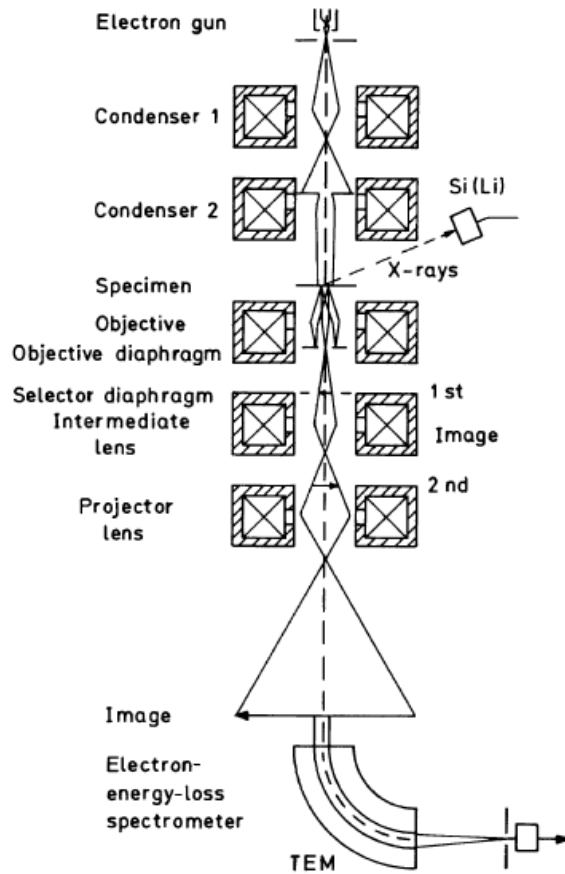 Electron gun
Condenser 1
Si(Li)
Condenser 2
X-rays
Specimen
Objective
Objective diaphragm
Selector diaphragm
1 st
Intermediate
Image
lens
2 nd
Projector
lens
Image
Electron-
energy-loss
spectrometer
TEM